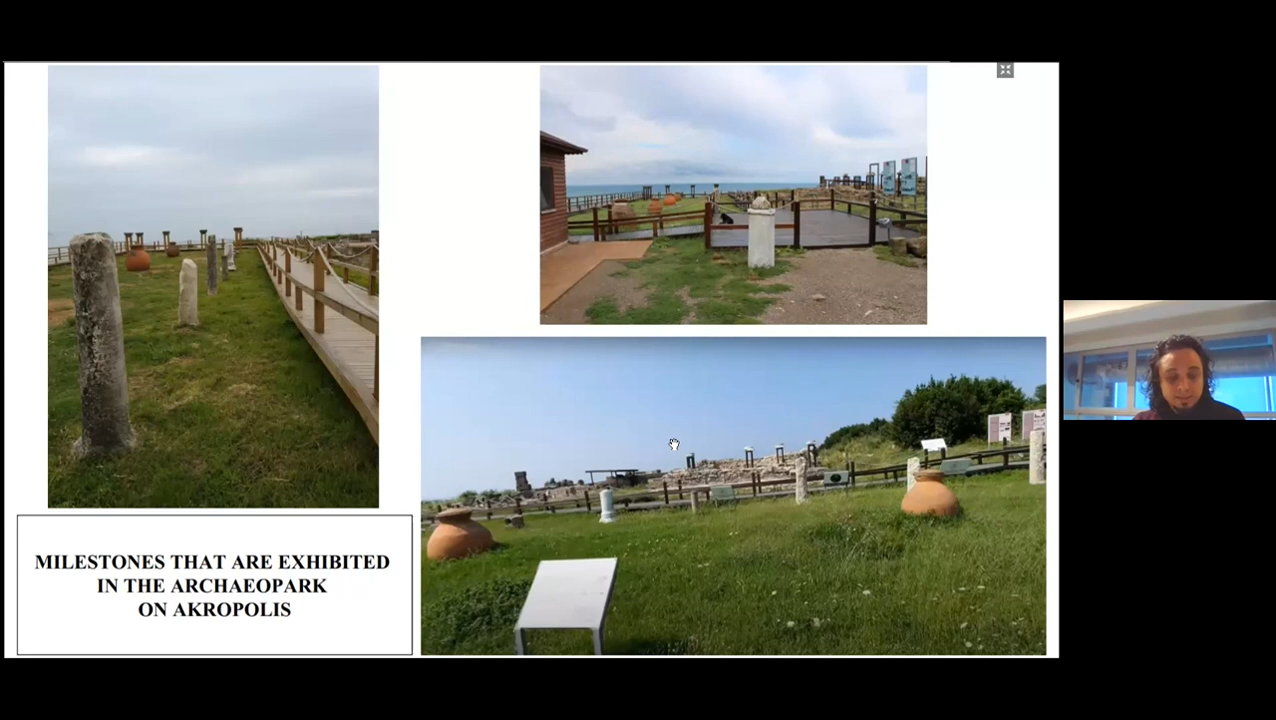 MILESTONES THAT ARE EXHIBITED
IN THE ARCHAEOPARK
ON AKROPOLIS